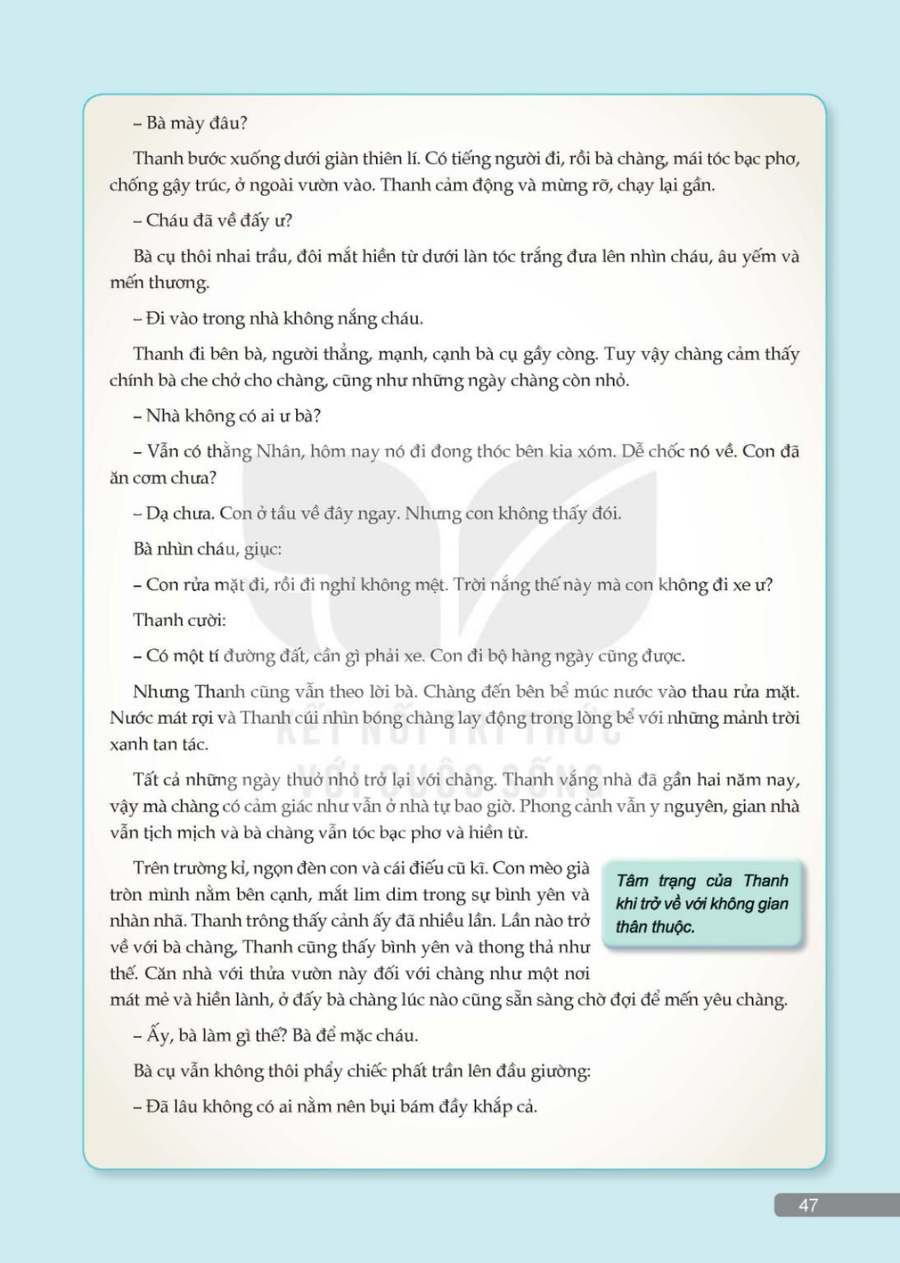 – Bà mày đâu?
Thanh bước xuống dưới giàn thiên lí. Có tiếng người đi, rồi bà chàng, mái tóc bạc phơ,
chống gậy trúc, ở ngoài vườn vào. Thanh cảm động và mừng rỡ, chạy lại gần.
– Cháu đã về đấy ư?
Bà cụ thôi nhai trầu, đôi mắt hiền từ dưới làn tóc trắng đưa lên nhìn cháu, âu yếm và
mến thương.
– Đi vào trong nhà không nắng cháu.
Thanh đi bên bà, người thẳng, mạnh, cạnh bà cụ gầy còng. Tuy vậy chàng cảm thấy
chính bà che chở cho chàng, cũng như những ngày chàng còn nhỏ.
– Nhà không có ai ư bà?
– Vẫn có thằng Nhân, hôm nay nó đi đong thóc bên kia xóm. Dễ chốc nó về. Con đã
ăn cơm chưa?
– Dạ chưa. Con ở tầu về đây ngay. Nhưng con không thấy đói.
Bà nhìn cháu, giục:
– Con rửa mặt đi, rồi đi nghỉ không mệt. Trời nắng thế này mà con không đi xe ư?
Thanh cười:
– Có một tí đường đất, cần gì phải xe. Con đi bộ hàng ngày cũng được.
Nhưng Thanh cũng vẫn theo lời bà. Chàng đến bên bể múc nước vào thau rửa mặt.
Nước mát rợi và Thanh cúi nhìn bóng chàng lay động trong lòng bể với những mảnh trời
xanh tan tác.
KẾT NỐI TRI THỨC
VỚI CUỘC SỐNG
Tất cả những ngày thuở nhỏ trở lại với chàng. Thanh vắng nhà đã gần hai năm nay,
vậy mà chàng có cảm giác như vẫn ở nhà tự bao giờ. Phong cảnh vẫn y nguyên, gian nhà
vẫn tịch mịch và bà chàng vẫn tóc bạc phơ và hiền từ.
Trên trường kỉ, ngọn đèn con và cái điếu cũ kĩ. Con mèo già
tròn mình nằm bên cạnh, mắt lim dim trong sự bình yên và
nhàn nhã. Thanh trông thấy cảnh ấy đã nhiều lần. Lần nào trở
về với bà chàng, Thanh cũng thấy bình yên và thong thả như
thế. Căn nhà với thửa vườn này đối với chàng như một nơi
mát mẻ và hiền lành, ở đấy bà chàng lúc nào cũng sẵn sàng chờ đợi để mến yêu chàng.
Tâm trạng của Thanh
khi trở về với không gian
thân thuộc.
– Ấy, bà làm gì thế? Bà để mặc cháu.
Bà cụ vẫn không thôi phẩy chiếc phất trần lên đầu giường:
– Đã lâu không có ai nằm nên bụi bám đầy khắp cả.
47